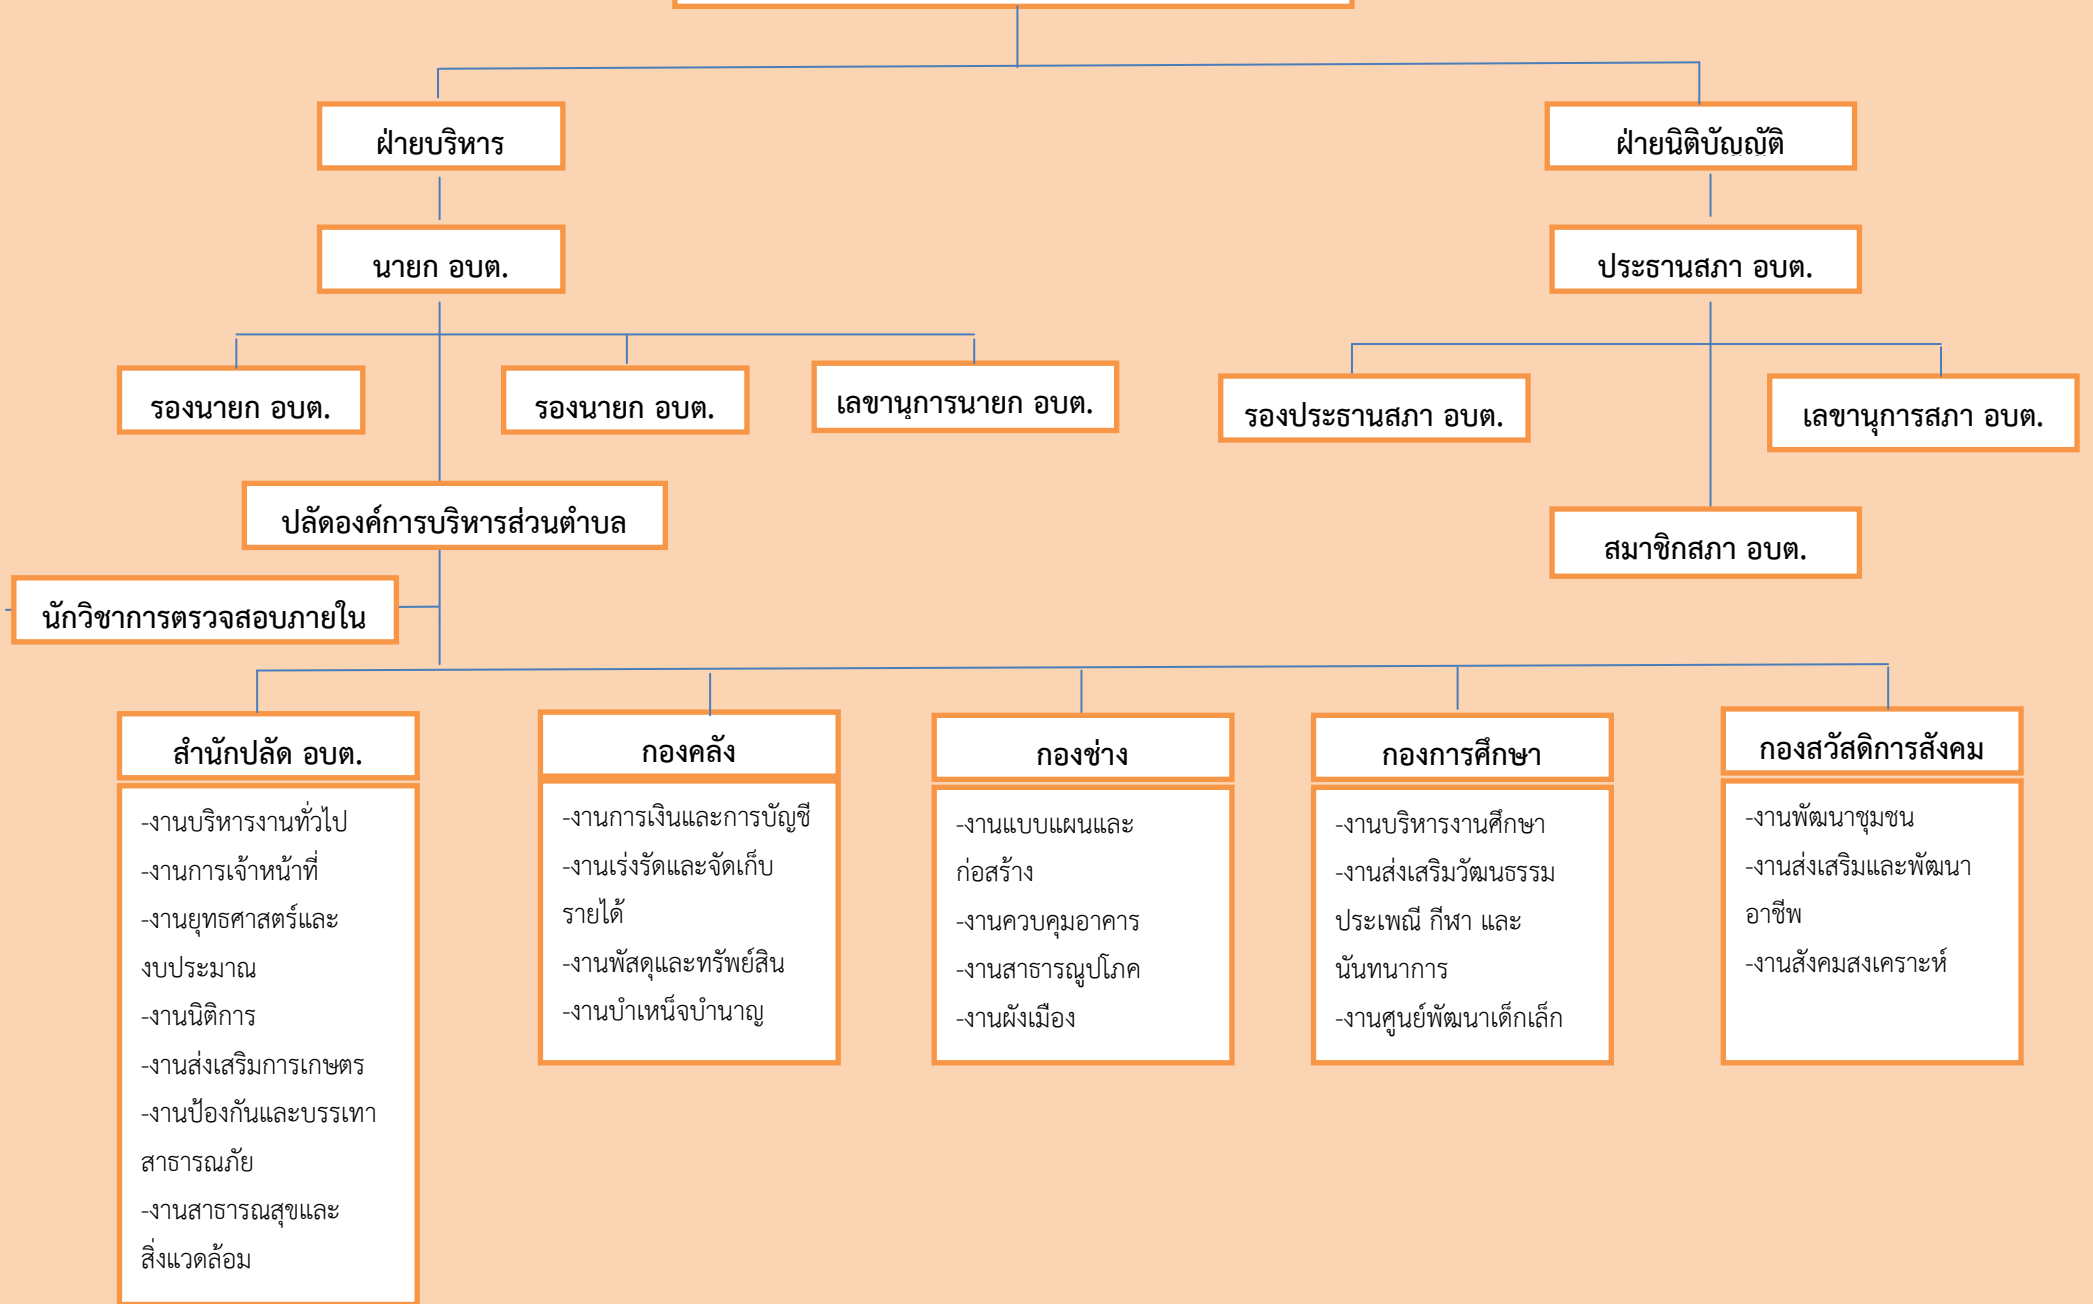 ฝ่ายบริหาร
ฝ่ายนิติบัญญัติ
นายก อบต.
ประธานสภา อบต.
รองนายก อบต.
รองนายก อบต.
เลขานุการนายก อบต.
รองประธานสภา อบต.
เลขานุการสภา อบต.
ปลัดองค์การบริหารส่วนตำบล
สมาชิกสภา อบต.
นักวิชาการตรวจสอบภายใน
สำนักปลัด อบต.
-งานบริหารงานทั่วไป
-งานการเจ้าหน้าที่
-งานยุทธศาสตร์และ
งบประมาณ
-งานนิติการ
-งานส่งเสริมการเกษตร
-งานป้องกันและบรรเทา
สาธารณภัย
-งานสาธารณสุขและ
สิ่งแวดล้อม
กองคลัง
-งานการเงินและการบัญชี
-งานเร่งรัดและจัดเก็บ
รายได้
-งานพัสดุและทรัพย์สิน
-งานบำเหน็จบำนาญ
กองช่าง
-งานแบบแผนและ
ก่อสร้าง
-งานควบคุมอาคาร
-งานสาธารณูปโภค
-งานผังเมือง
กองการศึกษา
-งานบริหารงานศึกษา
-งานส่งเสริมวัฒนธรรม
ประเพณี กีฬา และ
นันทนาการ
-งานศูนย์พัฒนาเด็กเล็ก
กองสวัสดิการสังคม
-งานพัฒนาชุมชน
-งานส่งเสริมและพัฒนา
อาชีพ
-งานสังคมสงเคราะห์